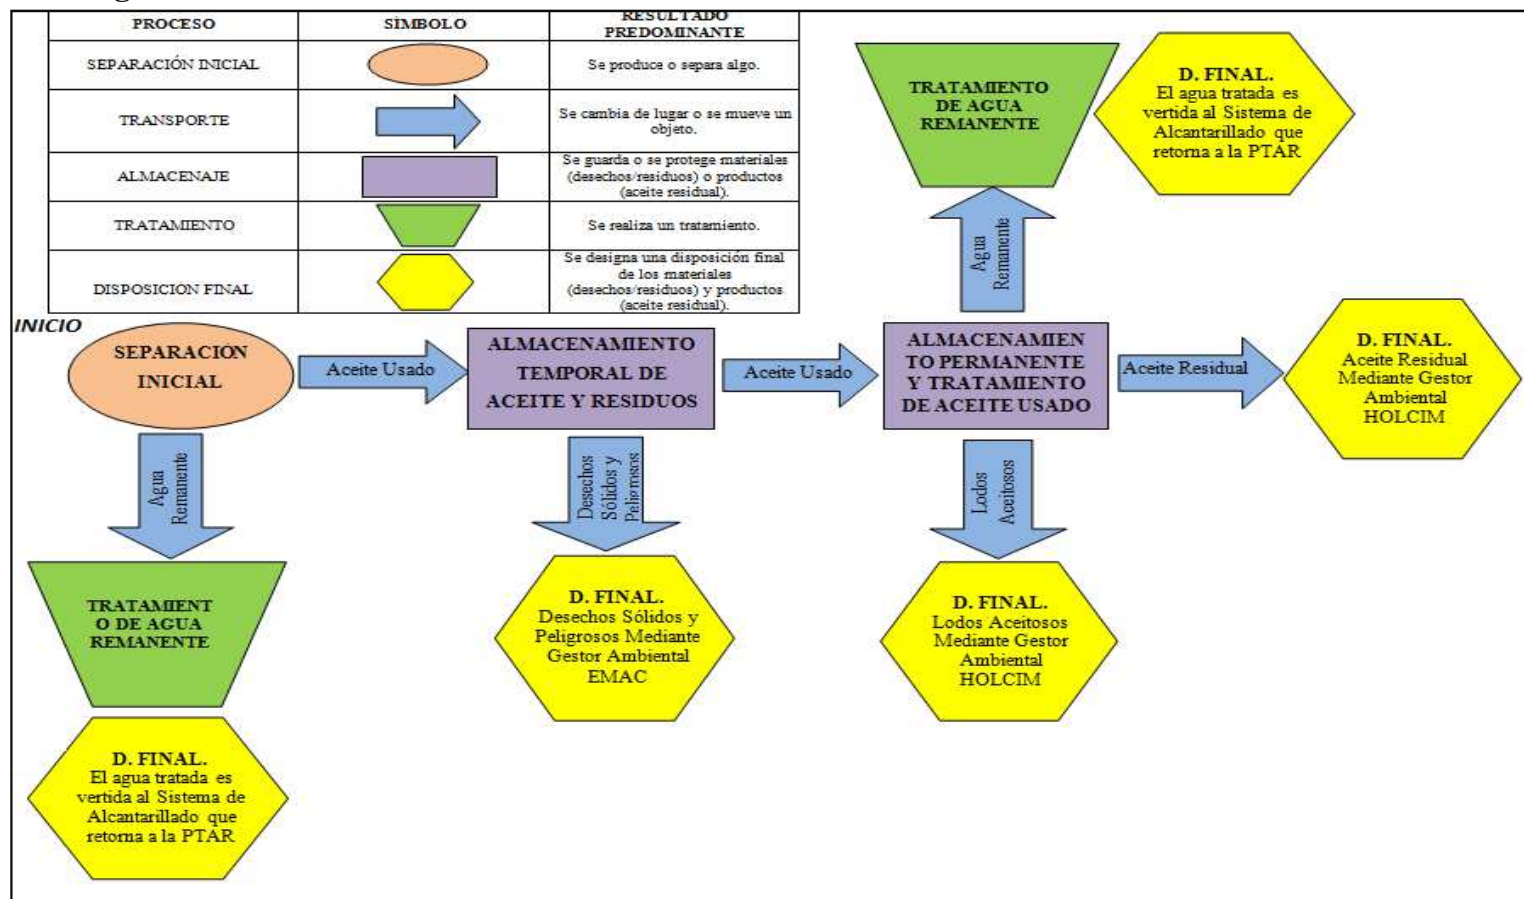 PROCESO
SÍMBOLO
RESULTADO
PREDOMINANTE
SEPARACIÓN INICIAL
Se produce o separa algo.
TRANSPORTE
Se cambia de lugar o se mueve un
objeto.
ALMACENAJE
Se guarda o se protege materiales
(desechos/residuos) o productos
(aceite residual).
TRATAMIENTO
Se realiza un tratamiento.
DISPOSICION FINAL
Se designa una disposición final
de los materiales
(desechos/residuos) y productos
(aceite residual).
TRATAMIENTO
DE AGUA
REMANENTE
D. FINAL.
El agua tratada es
vertida al Sistema de
Alcantarillado que
retorna a la PTAR
Agua
Remanente
INICIO
SEPARACIÓN
INICIAL
Aceite Usado
ALMACENAMIENTO
TEMPORAL DE
ACEITE Y RESIDUOS
Aceite Usado
ALMACENAMIEN
TO PERMANENTE
Y TRATAMIENTO
DE ACEITE USADO
Aceite Residual
D. FINAL.
Aceite Residual
Mediante Gestor
Ambiental
HOLCIM
Agua
Remanente
Desechos
Sólidos y
Peligrosos
Lodos
Aceitosos
TRATAMIENT
O DE AGUA
REMANENTE
D. FINAL.
Desechos Sólidos y
Peligrosos Mediante
Gestor Ambiental
EMAC
D. FINAL.
Lodos Aceitosos
Mediante Gestor
Ambiental
HOLCIM
D. FINAL.
El agua tratada es
vertida al Sistema de
Alcantarillado que
retorna a la PTAR